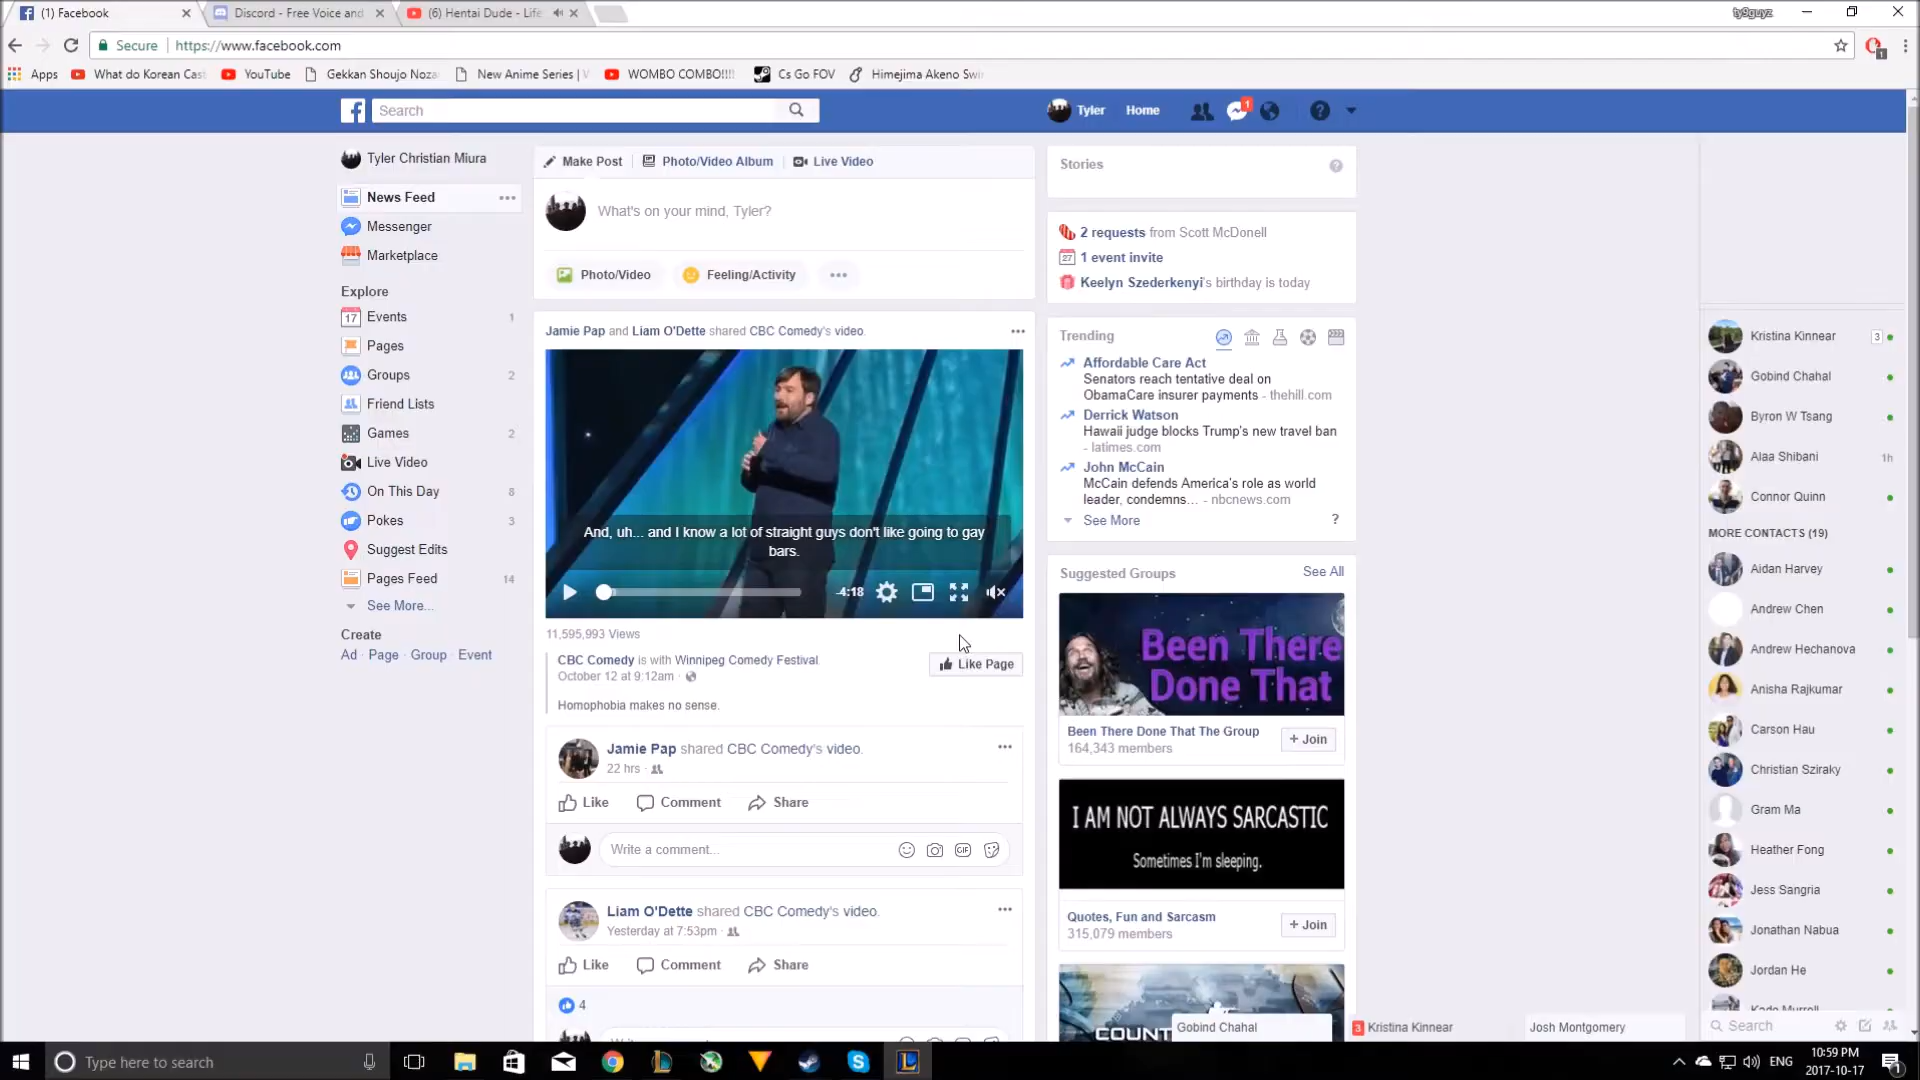 (1) Facebook
Discord - Free Voice and
(6) Hentai Dude - Life
ty9guyz
Secure
https://www.facebook.com
1
Apps
What do Korean Cas
YouTube
Gekkan Shoujo Noza
New Anime Series |
WOMBO COMBO!!!!
Cs Go FOV
Himejima Akeno Swi
Search
Tyler
Home
1
Tyler Christian Miura
News Feed
Messenger
Marketplace
Explore
17 Events 1
Pages
Groups 2
Friend Lists
Games 2
Live Video
On This Day 8
Pokes 3
Suggest Edits
Pages Feed 14
See More...
Create
Ad · Page · Group · Event
Make Post
Photo/Video Album
Live Video
What's on your mind, Tyler?
Photo/Video
Feeling/Activity
Jamie Pap and Liam O'Dette shared CBC Comedy's video.
And, uh... and I know a lot of straight guys don't like going to gay
bars.
-4:18
11,595,993 Views
CBC Comedy is with Winnipeg Comedy Festival.
October 12 at 9:12am ·
Like Page
Homophobia makes no sense.
Jamie Pap shared CBC Comedy's video.
22 hrs ·
Like Comment Share
Write a comment...
GIF
Liam O'Dette shared CBC Comedy's video.
Yesterday at 7:53pm ·
Like Comment Share
4
Stories
2 requests from Scott McDonell
27 1 event invite
Keelyn Szederkenyi's birthday is today
Trending
Affordable Care Act
Senators reach tentative deal on
ObamaCare insurer payments - thehill.com
Derrick Watson
Hawaii judge blocks Trump's new travel ban
- latimes.com
John McCain
McCain defends America's role as world
leader, condemns… - nbcnews.com
See More
?
Suggested Groups
See All
Been There
Done That
Been There Done That The Group
164,343 members
+ Join
I AM NOT ALWAYS SARCASTIC
Sometimes I'm sleeping.
Quotes, Fun and Sarcasm
315,079 members
+ Join
COUNT
Gobind Chahal
3 Kristina Kinnear
Josh Montgomery
Kristina Kinnear 3
Gobind Chahal
Byron W Tsang
Alaa Shibani 1h
Connor Quinn
MORE CONTACTS (19)
Aidan Harvey
Andrew Chen
Andrew Hechanova
Anisha Rajkumar
Carson Hau
Christian Sziraky
Gram Ma
Heather Fong
Jess Sangria
Jonathan Nabua
Jordan He
Search
Type here to search
ENG
10:59 PM
2017-10-17
1